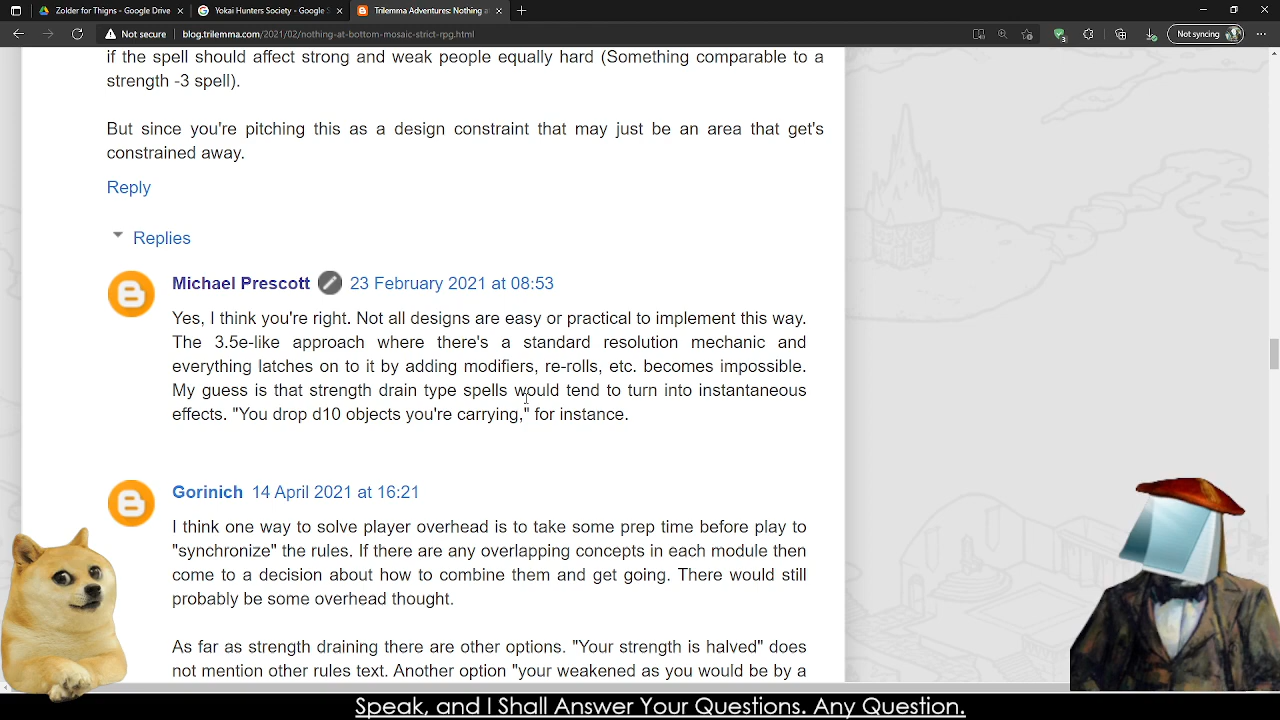 Zolder for Thigns - Google Drive
Yokai Hunters Society - Google S
Trilemma Adventures: Nothing a
Not secure
blog.trilemma.com/2021/02/nothing-at-bottom-mosaic-strict-rpg.html
Not syncing
if the spell should affect strong and weak people equally hard (Something comparable to a
strength -3 spell).
But since you're pitching this as a design constraint that may just be an area that get's
constrained away.
Reply
Replies
Michael Prescott 23 February 2021 at 08:53
Yes, I think you're right. Not all designs are easy or practical to implement this way.
The 3.5e-like approach where there's a standard resolution mechanic and
everything latches on to it by adding modifiers, re-rolls, etc. becomes impossible.
My guess is that strength drain type spells would tend to turn into instantaneous
effects. "You drop d10 objects you're carrying," for instance.
Gorinich 14 April 2021 at 16:21
I think one way to solve player overhead is to take some prep time before play to
"synchronize" the rules. If there are any overlapping concepts in each module then
come to a decision about how to combine them and get going. There would still
probably be some overhead thought.
As far as strength draining there are other options. "Your strength is halved" does
not mention other rules text. Another option "your weakened as you would be by a
Speak, and I Shall Answer Your Questions. Any Question.